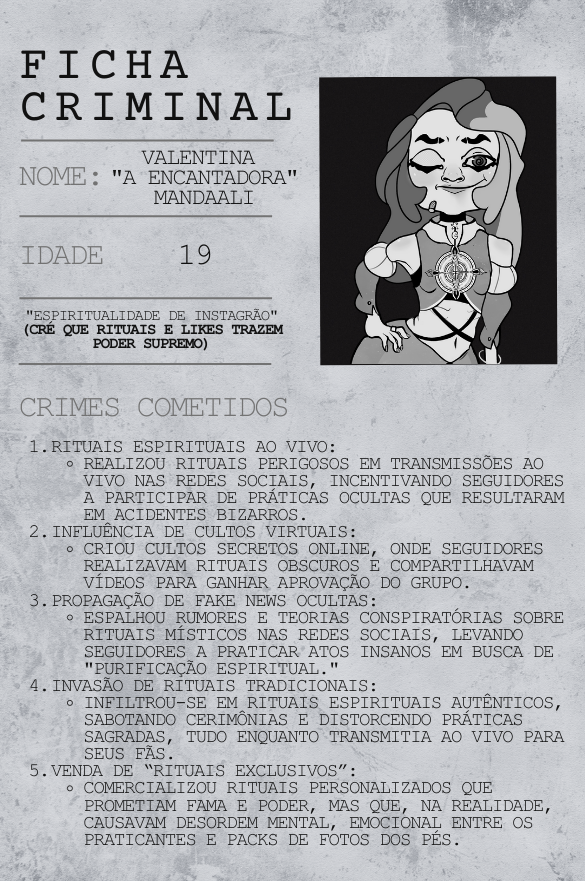 FICHA
CRIMINAL
NOME:
VALENTINA
"A ENCANTADORA"
MANDAALI
IDADE 19
"ESPIRITUALIDADE DE INSTAGRÃO"
(CRÊ QUE RITUAIS E LIKES TRAZEM
PODER SUPREMO)
CRIMES COMETIDOS
1.RITUAIS ESPIRITUAIS AO VIVO:
◦ REALIZOU RITUAIS PERIGOSOS EM TRANSMISSÕES AO
VIVO NAS REDES SOCIAIS, INCENTIVANDO SEGUIDORES
A PARTICIPAR DE PRÁTICAS OCULTAS QUE RESULTARAM
EM ACIDENTES BIZARROS.
2.INFLUÊNCIA DE CULTOS VIRTUAIS:
◦ CRIOU CULTOS SECRETOS ONLINE, ONDE SEGUIDORES
REALIZAVAM RITUAIS OBSCUROS E COMPARTILHAVAM
VÍDEOS PARA GANHAR APROVAÇÃO DO GRUPO.
3.PROPAGAÇÃO DE FAKE NEWS OCULTAS:
◦ ESPALHOU RUMORES E TEORIAS CONSPIRATÓRIAS SOBRE
RITUAIS MÍSTICOS NAS REDES SOCIAIS, LEVANDO
SEGUIDORES A PRATICAR ATOS INSANOS EM BUSCA DE
"PURIFICAÇÃO ESPIRITUAL."
4.INVASÃO DE RITUAIS TRADICIONAIS:
◦ INFILTROU-SE EM RITUAIS ESPIRITUAIS AUTÊNTICOS,
SABOTANDO CERIMÔNIAS E DISTORCENDO PRÁTICAS
SAGRADAS, TUDO ENQUANTO TRANSMITIA AO VIVO PARA
SEUS FÃS.
5.VENDA DE “RITUAIS EXCLUSIVOS”:
◦ COMERCIALIZOU RITUAIS PERSONALIZADOS QUE
PROMETIAM FAMA E PODER, MAS QUE, NA REALIDADE,
CAUSAVAM DESORDEM MENTAL, EMOCIONAL ENTRE OS
PRATICANTES E PACKS DE FOTOS DOS PÉS.